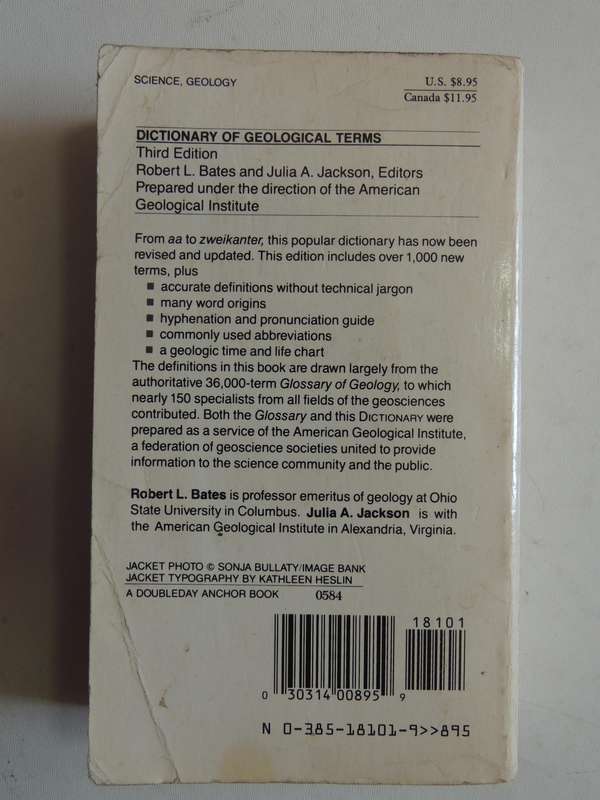 SCIENCE, GEOLOGY
U.S. $8.95
Canada $11.95
DICTIONARY OF GEOLOGICAL TERMS
Third Edition
Robert L. Bates and Julia A. Jackson, Editors
Prepared under the direction of the American
Geological Institute
From aa to zweikanter, this popular dictionary has now been
revised and updated. This edition includes over 1,000 new
terms, plus
■ accurate definitions without technical jargon
■ many word origins
■ hyphenation and pronunciation guide
■ commonly used abbreviations
■ a geologic time and life chart
The definitions in this book are drawn largely from the
authoritative 36,000-term Glossary of Geology, to which
nearly 150 specialists from all fields of the geosciences
contributed. Both the Glossary and this DICTIONARY were
prepared as a service of the American Geological Institute,
a federation of geoscience societies united to provide
information to the science community and the public.
Robert L. Bates is professor emeritus of geology at Ohio
State University in Columbus. Julia A. Jackson is with
the American Geological Institute in Alexandria, Virginia.
JACKET PHOTO © SONJA BULLATY/IMAGE BANK
JACKET TYPOGRAPHY BY KATHLEEN HESLIN
A DOUBLEDAY ANCHOR BOOK 0584
18101
0 30314 00895 9
N 0-385-18101-9>>895